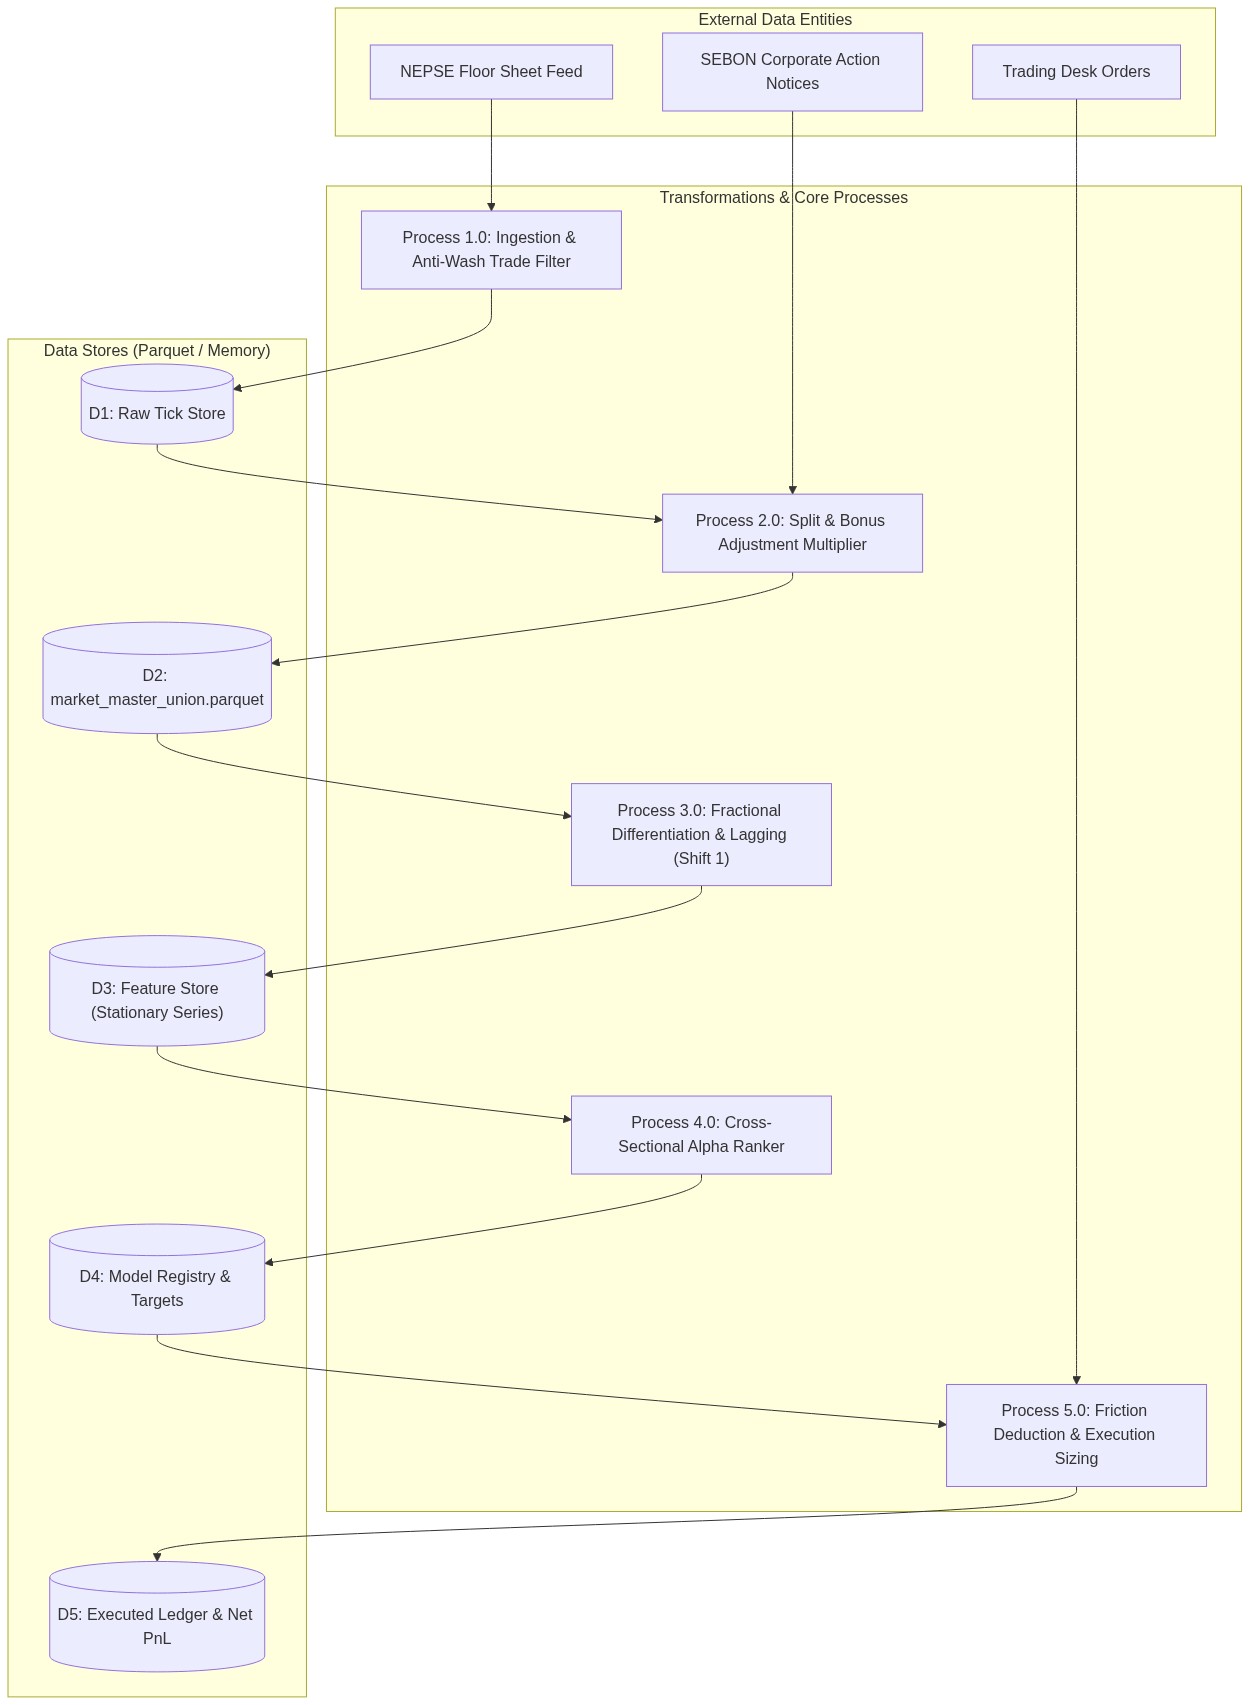 External Data Entities
NEPSE Floor Sheet Feed
SEBON Corporate Action
Notices
Trading Desk Orders
Transformations & Core Processes
Process 1.0: Ingestion &
Anti-Wash Trade Filter
Data Stores (Parquet / Memory)
D1: Raw Tick Store
Process 2.0: Split & Bonus
Adjustment Multiplier
D2:
market_master_union.parquet
Process 3.0: Fractional
Differentiation & Lagging
(Shift 1)
D3: Feature Store
(Stationary Series)
Process 4.0: Cross-
Sectional Alpha Ranker
D4: Model Registry &
Targets
Process 5.0: Friction
Deduction & Execution
Sizing
D5: Executed Ledger & Net
PnL